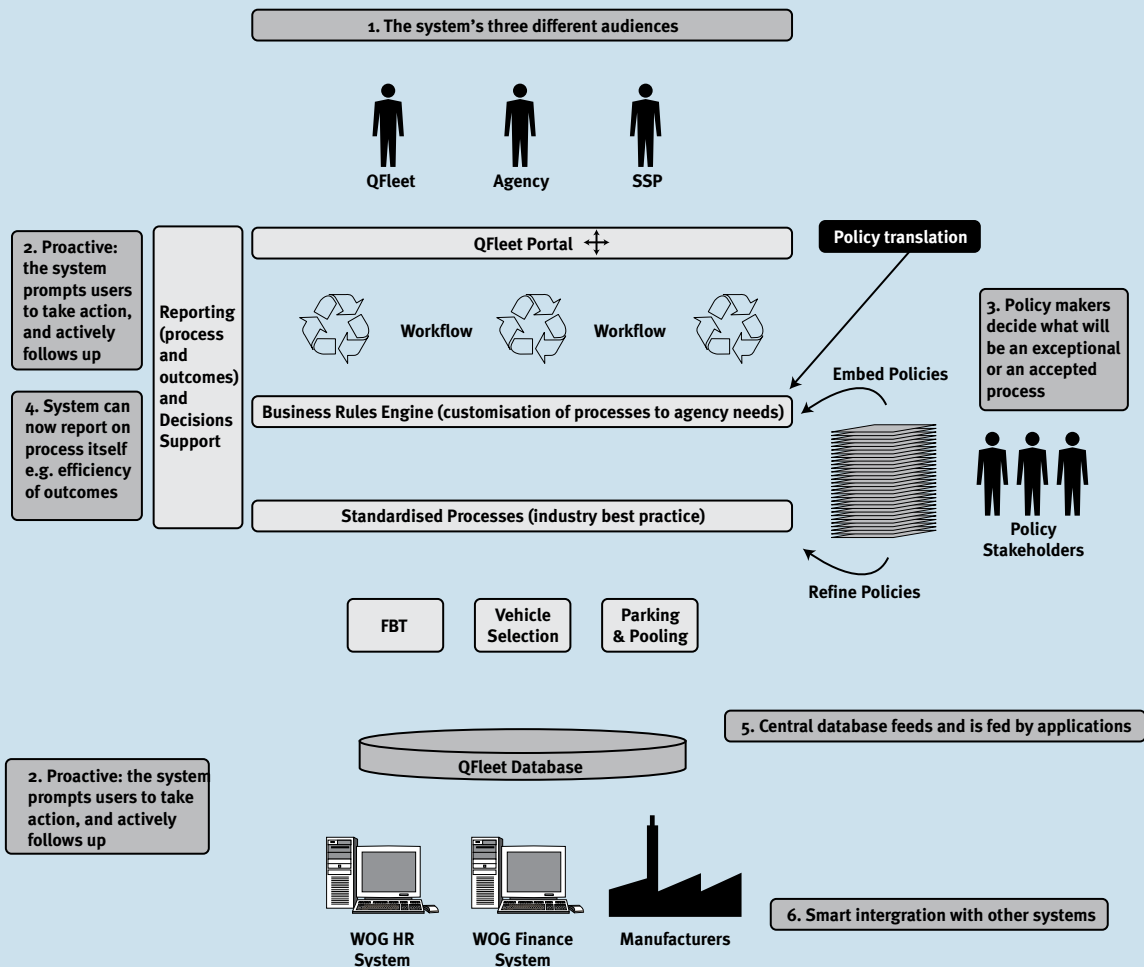 1. The system's three different audiences
QFleet
Agency
SSP
2. Proactive:
the system
prompts users
to take action,
and actively
follows up
Reporting
(process
and
outcomes)
and
Decisions
Support
QFleet Portal
Policy translation
Workflow
Workflow
3. Policy makers
decide what will
be an exceptional
or an accepted
process
Embed Policies
4. System can
now report on
process itself
e.g. efficiency
of outcomes
Business Rules Engine (customisation of processes to agency needs)
Standardised Processes (industry best practice)
Policy
Stakeholders
Refine Policies
FBT
Vehicle
Selection
Parking
& Pooling
5. Central database feeds and is fed by applications
QFleet Database
2. Proactive: the system
prompts users to take
action, and actively
follows up
6. Smart intergration with other systems
WOG HR
System
WOG Finance
System
Manufacturers